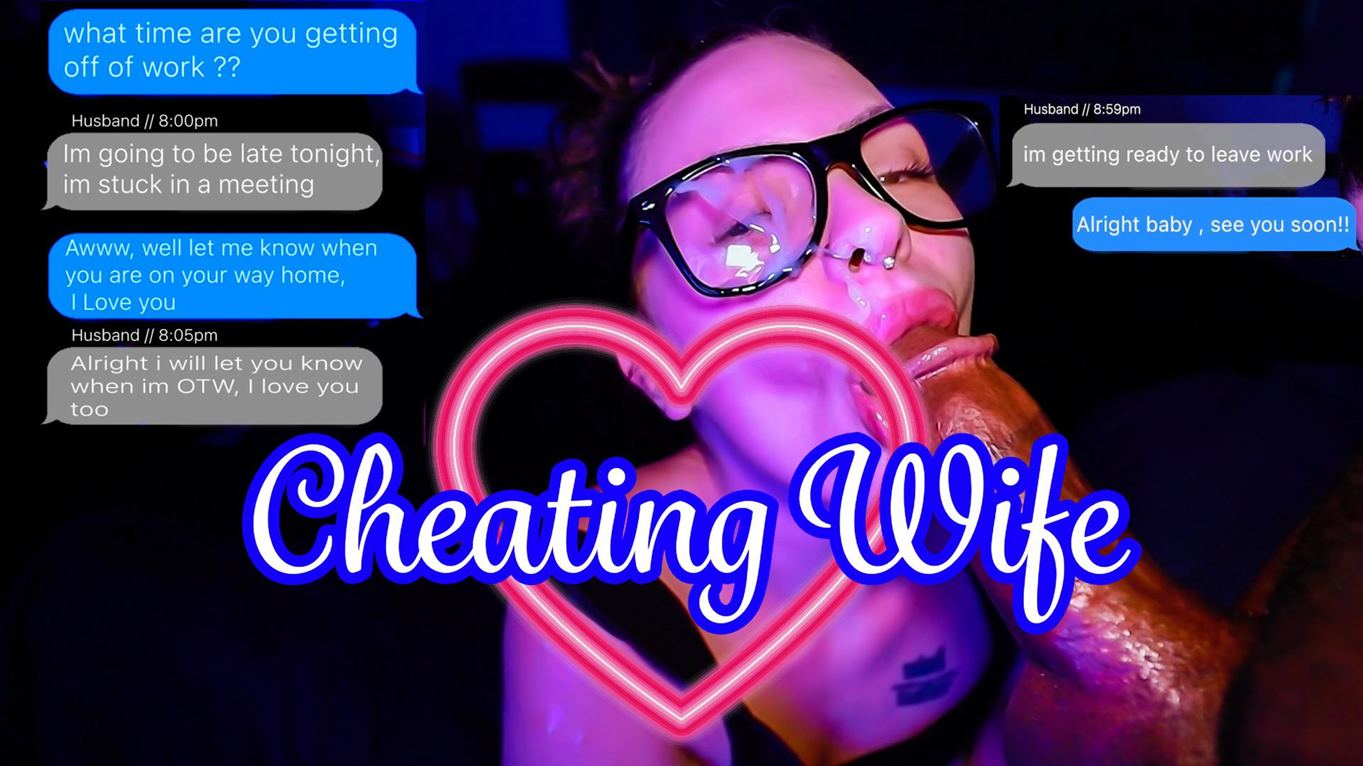 what time are you getting
off of work ??
Husband // 8:00pm
Im going to be late tonight,
im stuck in a meeting
Awww, well let me know when
you are on your way home,
I Love you
Husband // 8:05pm
Alright i will let you know
when im OTW, I love you
too
Husband // 8:59pm
im getting ready to leave work
Alright baby , see you soon!!
Cheating Wife